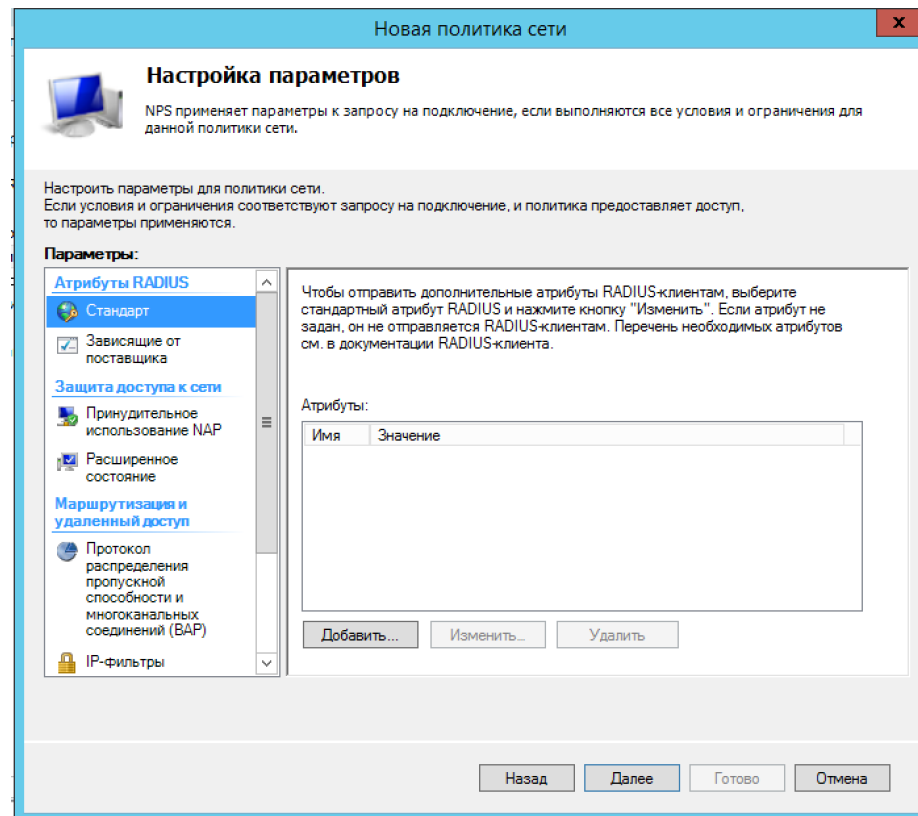 Новая политика сети
x
Настройка параметров
NPS применяет параметры к запросу на подключение, если выполняются все условия и ограничения для
данной политики сети.
Настроить параметры для политики сети.
Если условия и ограничения соответствуют запросу на подключение, и политика предоставляет доступ,
то параметры применяются.
Параметры:
Атрибуты RADIUS
Стандарт
Зависящие от
поставщика
Защита доступа к сети
Принудительное
использование NAP
Расширенное
состояние
Маршрутизация и
удаленный доступ
Протокол
распределения
пропускной
способности и
многоканальных
соединений (BAP)
IP-фильтры
Чтобы отправить дополнительные атрибуты RADIUS-клиентам, выберите
стандартный атрибут RADIUS и нажмите кнопку "Изменить". Если атрибут не
задан, он не отправляется RADIUS-клиентам. Перечень необходимых атрибутов
см. в документации RADIUS-клиента.
Атрибуты:
Имя Значение
Добавить... Изменить... Удалить
Назад Далее Готово Отмена